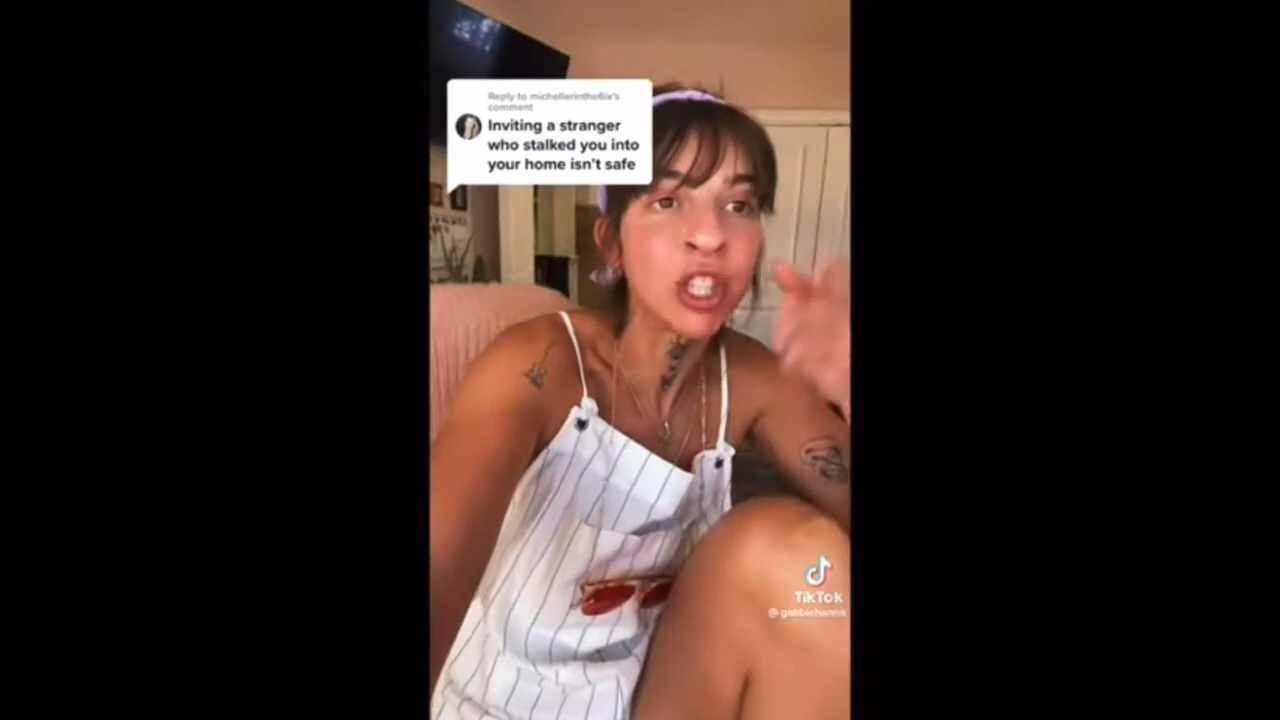 Reply to michellerinthe6ix's
comment
Inviting a stranger
who stalked you into
your home isn't safe
TikTok
@gabbiehanna